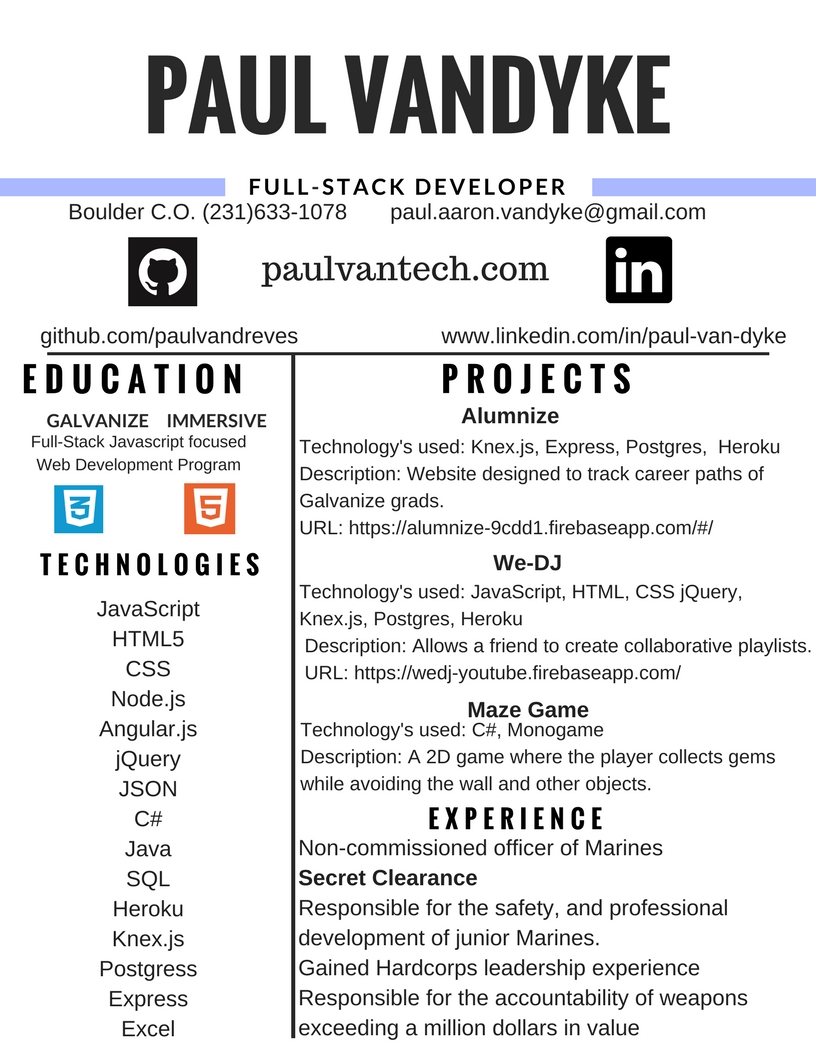 PAUL VANDYKE
FULL-STACK DEVELOPER
Boulder C.O. (231)633-1078 paul.aaron.vandyke@gmail.com
paulvantech.com
in
github.com/paulvandreves
www.linkedin.com/in/paul-van-dyke
EDUCATION
GALVANIZE IMMERSIVE
Full-Stack Javascript focused
Web Development Program
3
5
TECHNOLOGIES
JavaScript
HTML5
CSS
Node.js
Angular.js
jQuery
JSON
C#
Java
SQL
Heroku
Knex.js
Postgress
Express
Excel
PROJECTS
Alumnize
Technology's used: Knex.js, Express, Postgres, Heroku
Description: Website designed to track career paths of
Galvanize grads.
URL: https://alumnize-9cdd1.firebaseapp.com/#/
We-DJ
Technology's used: JavaScript, HTML, CSS jQuery,
Knex.js, Postgres, Heroku
Description: Allows a friend to create collaborative playlists.
URL: https://wedj-youtube.firebaseapp.com/
Maze Game
Technology's used: C#, Monogame
Description: A 2D game where the player collects gems
while avoiding the wall and other objects.
EXPERIENCE
Non-commissioned officer of Marines
Secret Clearance
Responsible for the safety, and professional
development of junior Marines.
Gained Hardcorps leadership experience
Responsible for the accountability of weapons
exceeding a million dollars in value